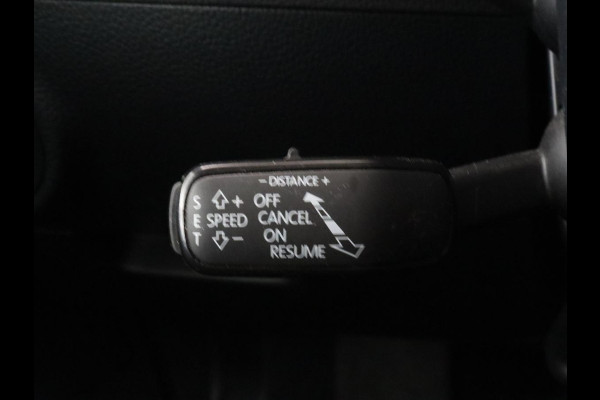 − DISTANCE +
S + OFF
E SPEED CANCEL
T − ON
RESUME